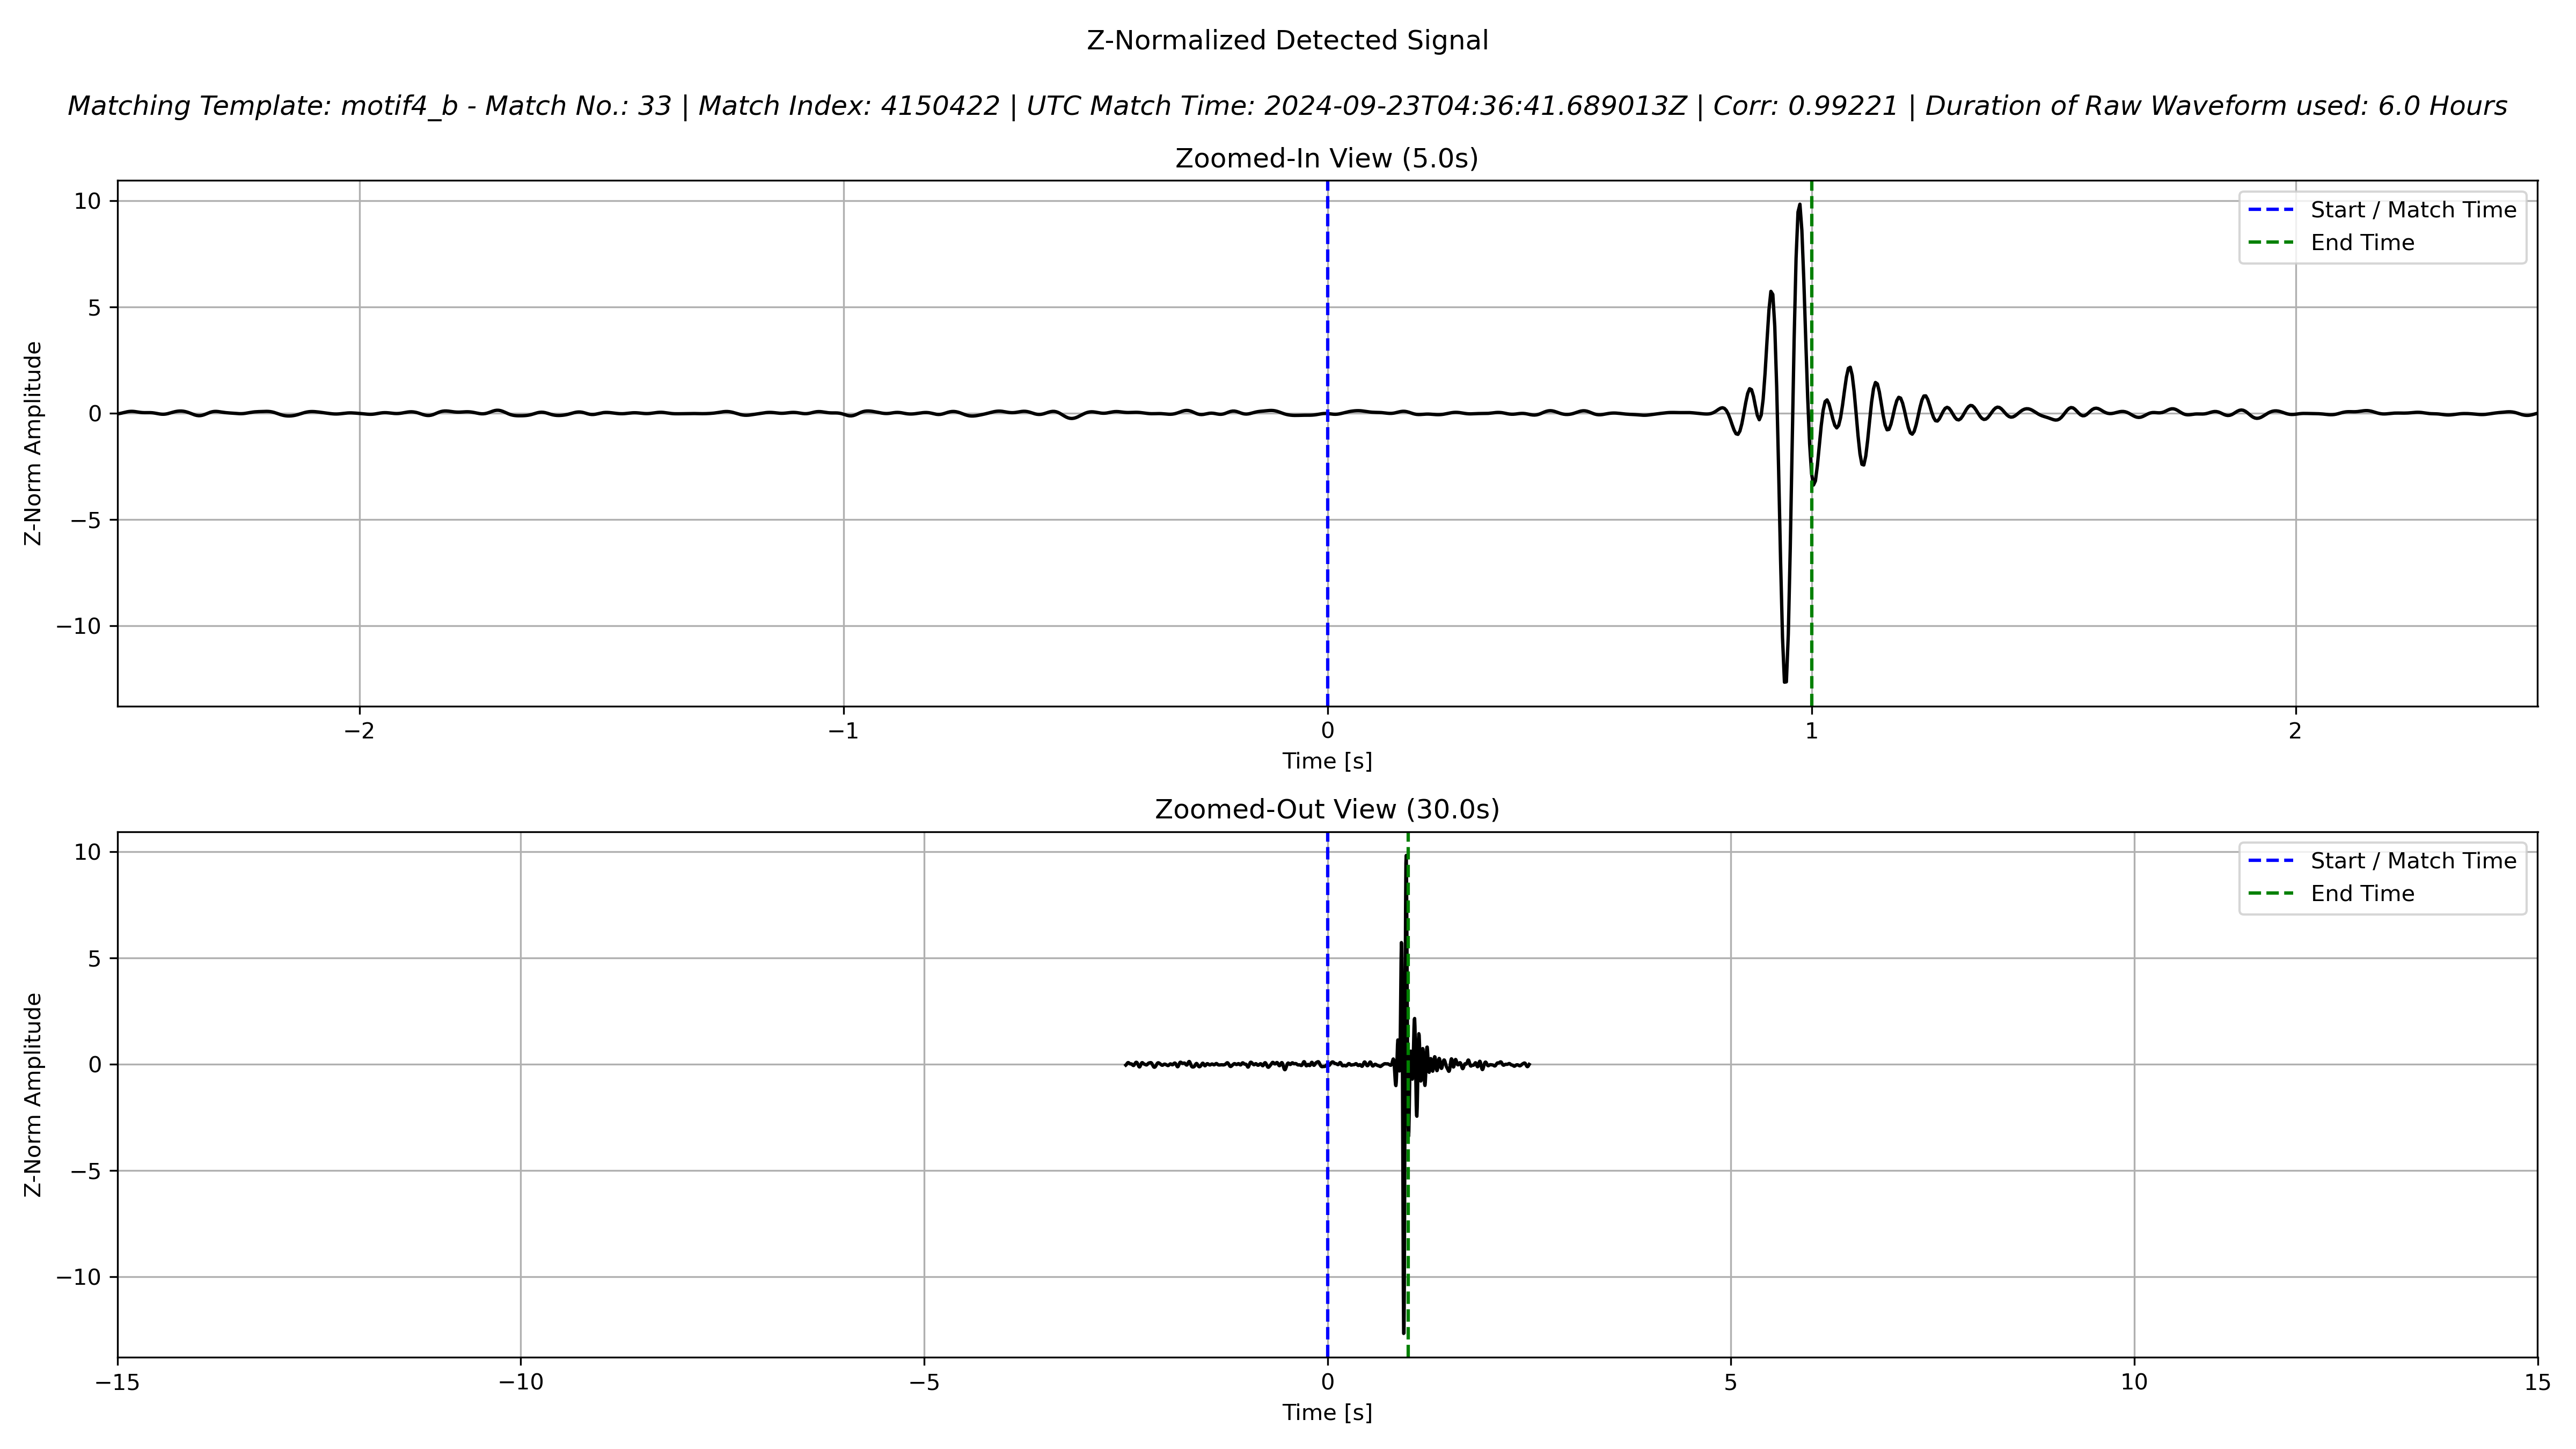 Z-Normalized Detected Signal
Matching Template: motif4_b - Match No.: 33 | Match Index: 4150422 | UTC Match Time: 2024-09-23T04:36:41.689013Z | Corr: 0.99221 | Duration of Raw Waveform used: 6.0 Hours
Zoomed-In View (5.0s)
Z-Norm Amplitude
10
5
0
−5
−10
Start / Match Time
End Time
−2
−1
0
1
2
Time [s]
Zoomed-Out View (30.0s)
Z-Norm Amplitude
10
5
0
−5
−10
Start / Match Time
End Time
−15
−10
−5
0
5
10
15
Time [s]